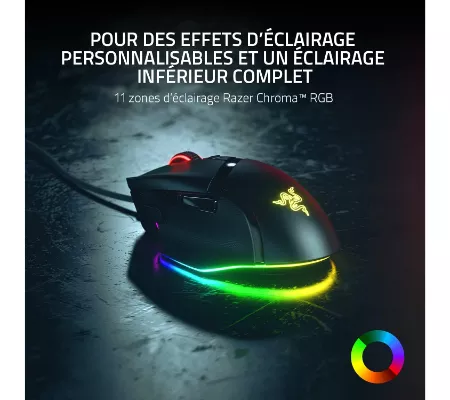 POUR DES EFFETS D'ÉCLAIRAGE
PERSONNALISABLES ET UN ÉCLAIRAGE
INFÉRIEUR COMPLET
11 zones d'éclairage Razer Chroma™ RGB